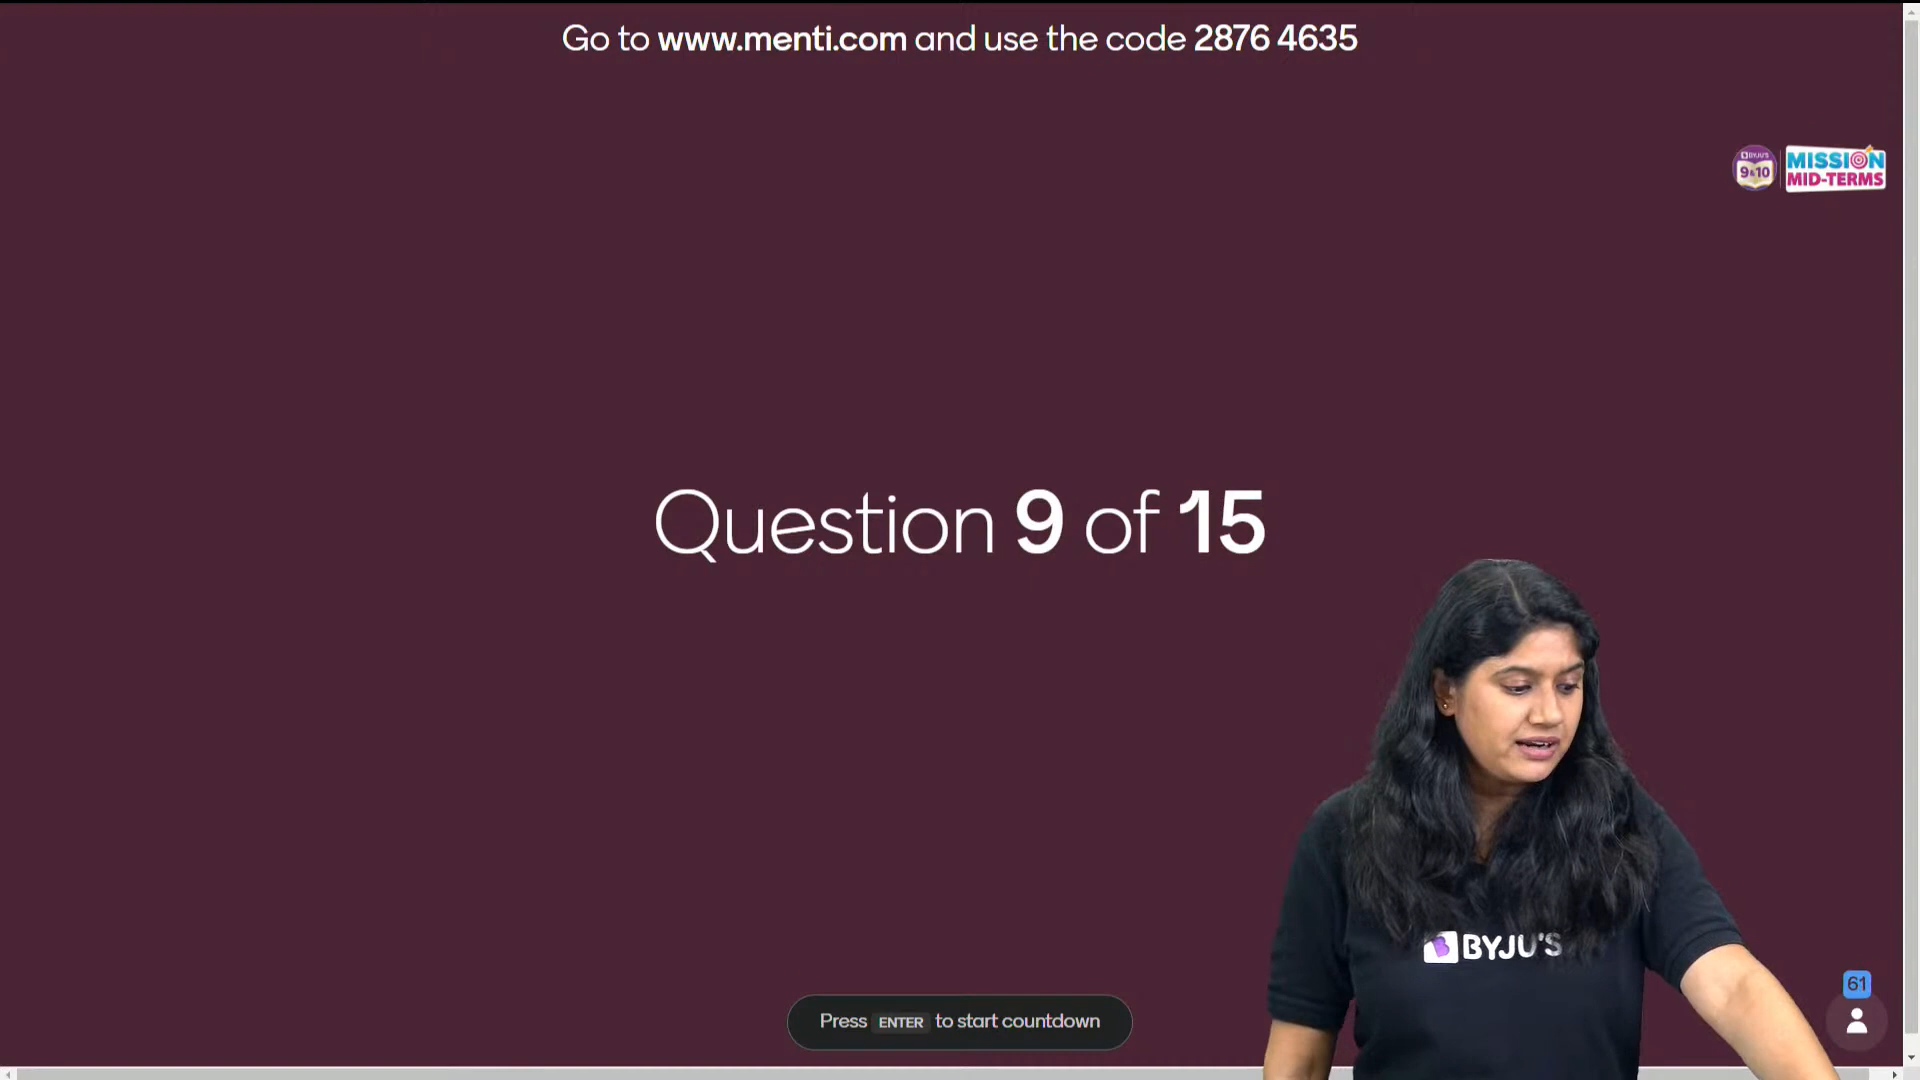 Go to www.menti.com and use the code 2876 4635
BYJU'S
9&10
MISSION
MID-TERMS
Question 9 of 15
BYJU'S
61
Press ENTER to start countdown